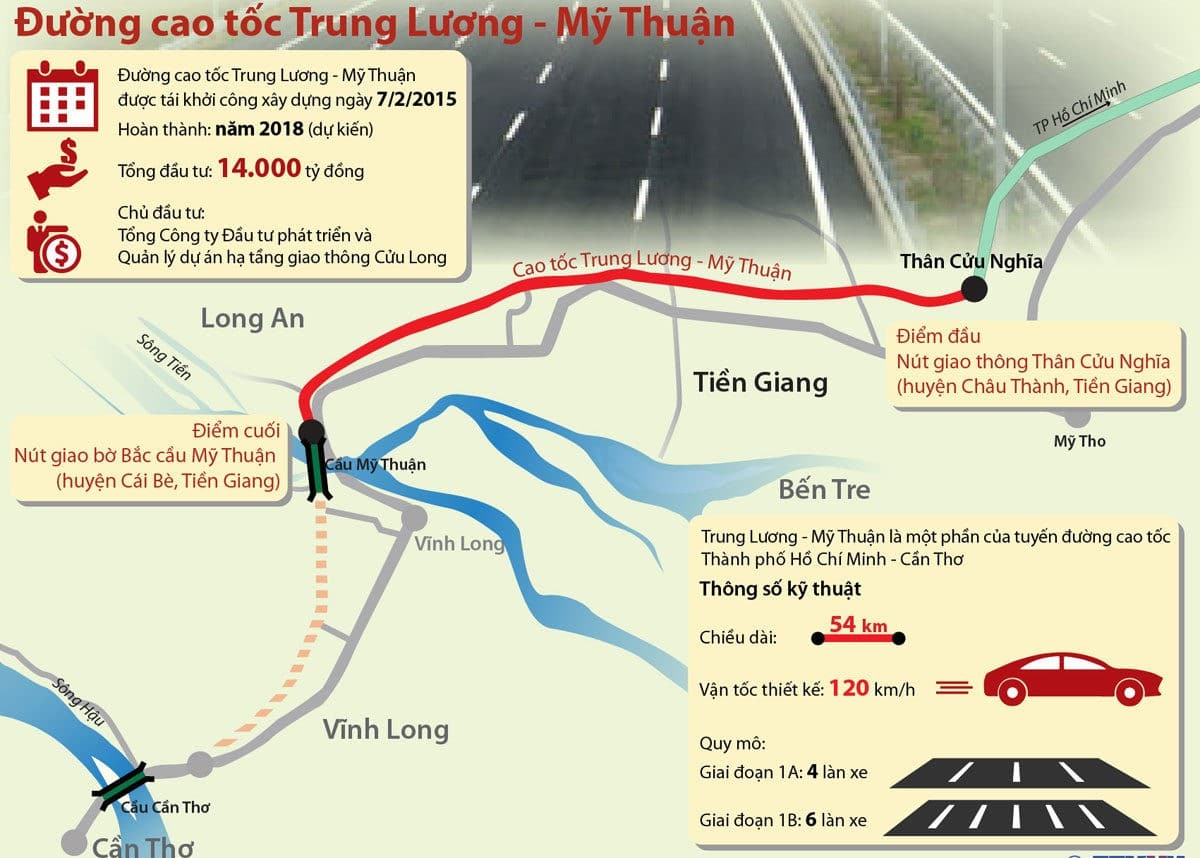 Đường cao tốc Trung Lương - Mỹ Thuận
Đường cao tốc Trung Lương - Mỹ Thuận
được tái khởi công xây dựng ngày 7/2/2015
Hoàn thành: năm 2018 (dự kiến)
Tổng đầu tư: 14.000 tỷ đồng
Chủ đầu tư:
Tổng Công ty Đầu tư phát triển và
Quản lý dự án hạ tầng giao thông Cửu Long
TP Hồ Chí Minh
Cao tốc Trung Lương - Mỹ Thuận
Thân Cửu Nghĩa
Long An
Sông Tiền
Điểm đầu
Nút giao thông Thân Cửu Nghĩa
(huyện Châu Thành, Tiền Giang)
Tiền Giang
Mỹ Tho
Điểm cuối
Nút giao bờ Bắc cầu Mỹ Thuận
(huyện Cái Bè, Tiền Giang)
Cầu Mỹ Thuận
Bến Tre
Vĩnh Long
Trung Lương - Mỹ Thuận là một phần của tuyến đường cao tốc
Thành phố Hồ Chí Minh - Cần Thơ
Thông số kỹ thuật
Chiều dài:
54 km
Vận tốc thiết kế: 120 km/h
Quy mô:
Giai đoạn 1A: 4 làn xe
Giai đoạn 1B: 6 làn xe
Sông Hậu
Vĩnh Long
Cầu Cần Thơ
Cần Thơ